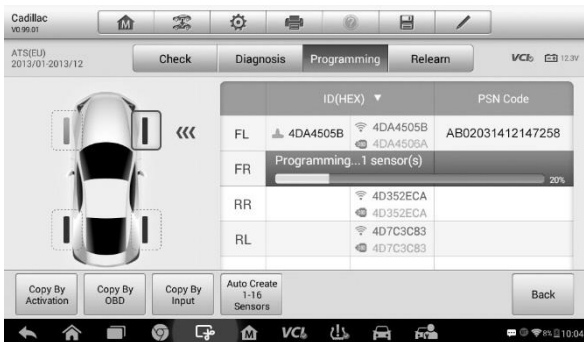 Cadillac
V0.99.01
ATS(EU)
2013/01-2013/12
Check
Diagnosis
Programming
Relearn
VCI
12.3V
ID(HEX) ▼
PSN Code
FL
4DA4505B
4DA4505B
4DA4506A
AB02031412147258
FR
Programming...1 sensor(s)
20%
RR
4D352ECA
4D352ECA
RL
4D7C3C83
4D7C3C83
Copy By
Activation
Copy By
OBD
Copy By
Input
Auto Create
1-16
Sensors
Back
VCI
8%
10:04